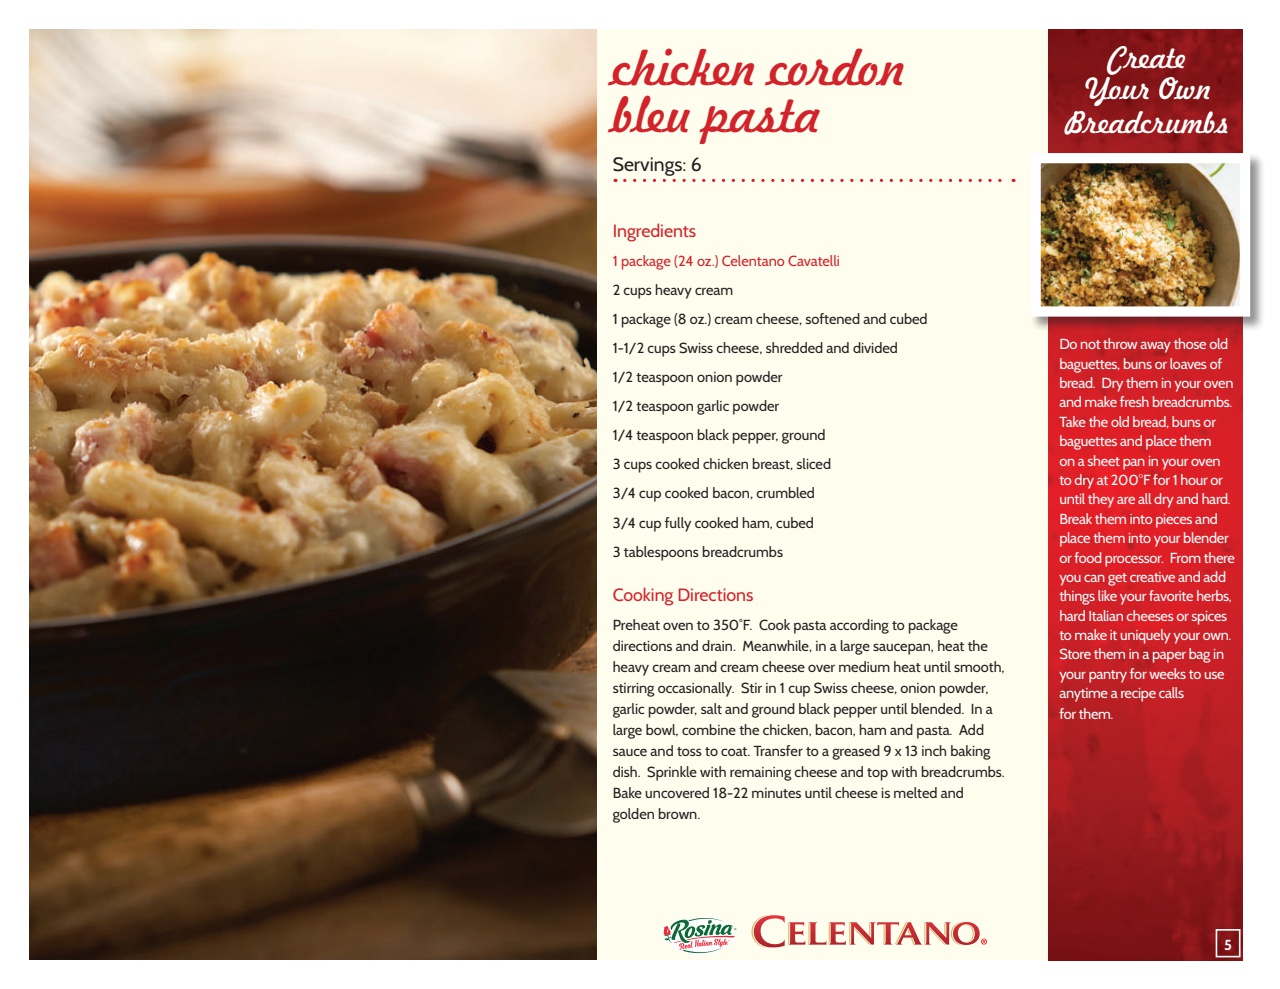 chicken cordon
bleu pasta
Servings: 6
Ingredients
1 package (24 oz.) Celentano Cavatelli
2 cups heavy cream
1 package (8 oz.) cream cheese, softened and cubed
1-1/2 cups Swiss cheese, shredded and divided
1/2 teaspoon onion powder
1/2 teaspoon garlic powder
1/4 teaspoon black pepper, ground
3 cups cooked chicken breast, sliced
3/4 cup cooked bacon, crumbled
3/4 cup fully cooked ham, cubed
3 tablespoons breadcrumbs
Cooking Directions
Preheat oven to 350°F.  Cook pasta according to package
directions and drain.  Meanwhile, in a large saucepan, heat the
heavy cream and cream cheese over medium heat until smooth,
stirring occasionally.  Stir in 1 cup Swiss cheese, onion powder,
garlic powder, salt and ground black pepper until blended.  In a
large bowl, combine the chicken, bacon, ham and pasta.  Add
sauce and toss to coat. Transfer to a greased 9 x 13 inch baking
dish.  Sprinkle with remaining cheese and top with breadcrumbs.
Bake uncovered 18-22 minutes until cheese is melted and
golden brown.
Rosina
Real Italian Style.
CELENTANO®
Create
Your Own
Breadcrumbs
Do not throw away those old
baguettes, buns or loaves of
bread.  Dry them in your oven
and make fresh breadcrumbs.
Take the old bread, buns or
baguettes and place them
on a sheet pan in your oven
to dry at 200°F for 1 hour or
until they are all dry and hard.
Break them into pieces and
place them into your blender
or food processor.  From there
you can get creative and add
things like your favorite herbs,
hard Italian cheeses or spices
to make it uniquely your own.
Store them in a paper bag in
your pantry for weeks to use
anytime a recipe calls
for them.
5